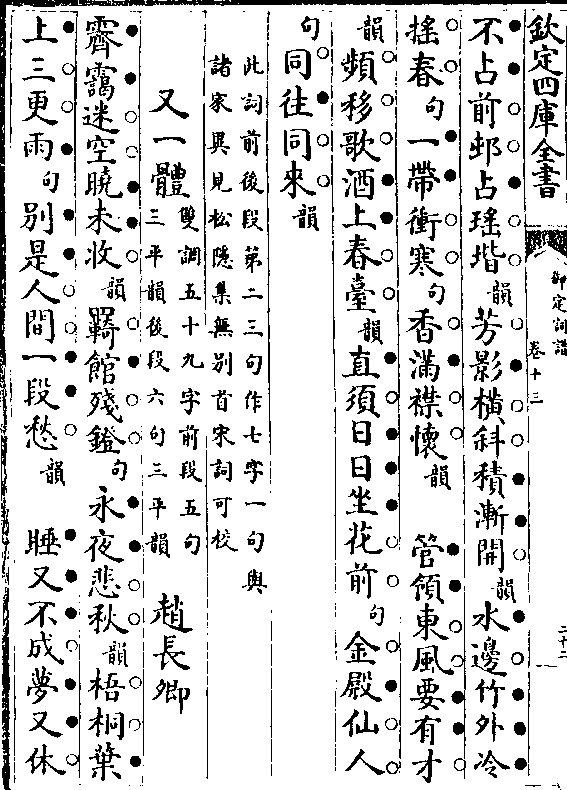 欽定四庫全書
御定詞譜
卷十三
二十二
不占前邨占瑤堦韻芳影橫斜積漸開韻水邊竹外冷
搖春句一帶衝寒句香滿襟懷韻 管領東風要有才
韻頻移歌酒上春臺韻直須日日坐花前句金殿仙人
句同往同來韻
此詞前後段第二三句作七字一句與
諸家異見松隱集無別首宋詞可校
又一體雙調五十九字前段五句
三平韻後段六句三平韻 趙長卿
霽靄迷空曉未收韻羇館殘鐙句永夜悲秋韻梧桐葉
上三更雨句別是人間一段愁韻 睡又不成夢又休